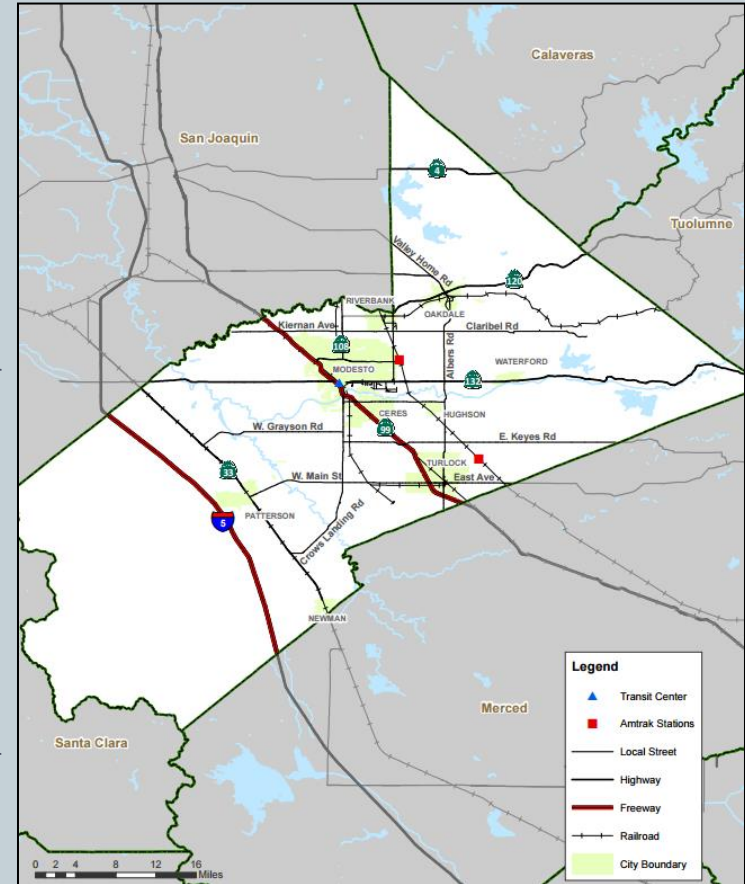 Calaveras
San Joaquin
4
Tuolumne
Valley Home Rd
120
RIVERBANK
OAKDALE
Kiernan Ave
Claribel Rd
108
Albers Rd
MODESTO
WATERFORD
132
CERES
HUGHSON
W. Grayson Rd
99
E. Keyes Rd
TURLOCK
33
W. Main St
East Ave
PATTERSON
5
Crows Landing Rd
NEWMAN
Merced
Santa Clara
Legend
Transit Center
Amtrak Stations
Local Street
Highway
Freeway
Railroad
City Boundary
0 2 4 8 12 16
Miles